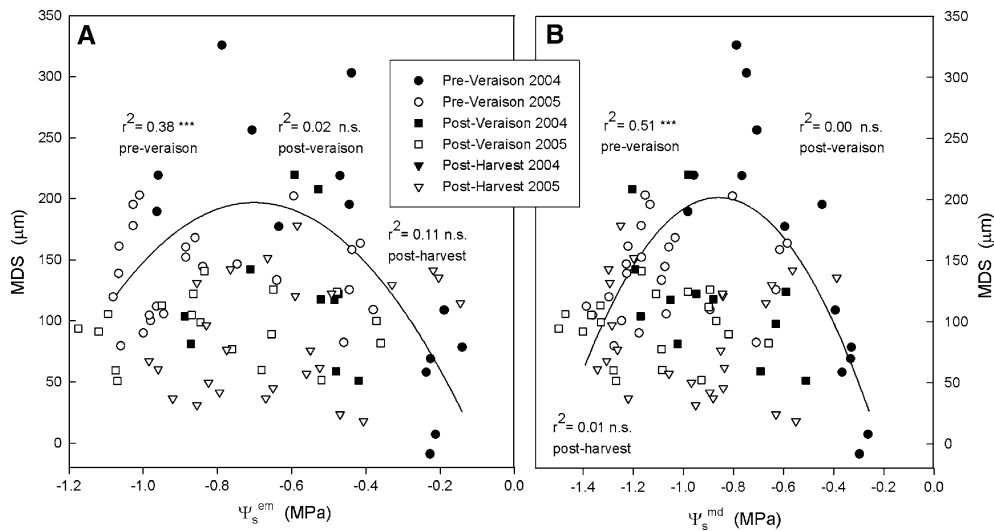 A
B
Pre-Veraison 2004
Pre-Veraison 2005
Post-Veraison 2004
Post-Veraison 2005
Post-Harvest 2004
Post-Harvest 2005
r² = 0.38 ***
pre-veraison
r² = 0.02 n.s.
post-veraison
r² = 0.11 n.s.
post-harvest
r² = 0.51 ***
pre-veraison
r² = 0.00 n.s.
post-veraison
r² = 0.01 n.s.
post-harvest
MDS (μm)
350
300
250
200
150
100
50
0
-1.2 -1.0 -0.8 -0.6 -0.4 -0.2 0.0
Ψₛᵉᵐ (MPa)
-1.4 -1.2 -1.0 -0.8 -0.6 -0.4 -0.2 0.0
Ψₛᵐᵈ (MPa)
350
300
250
200
150
100
50
0
MDS (μm)